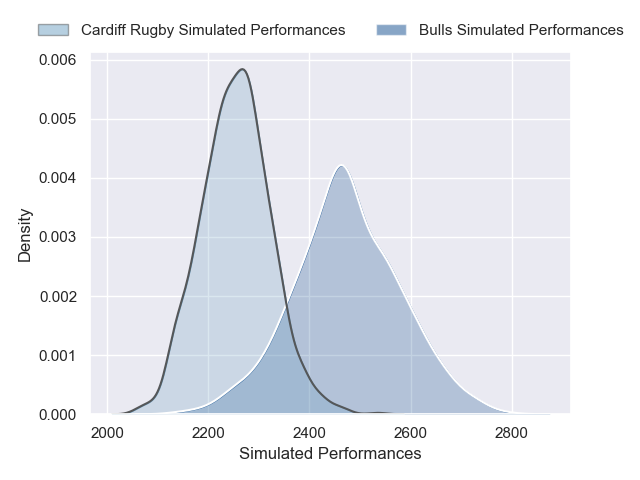 Cardiff Rugby Simulated Performances Bulls Simulated Performances
0.006
0.005
0.004
0.003
0.002
0.001
0.000
Density
2000 2200 2400 2600 2800
Simulated Performances